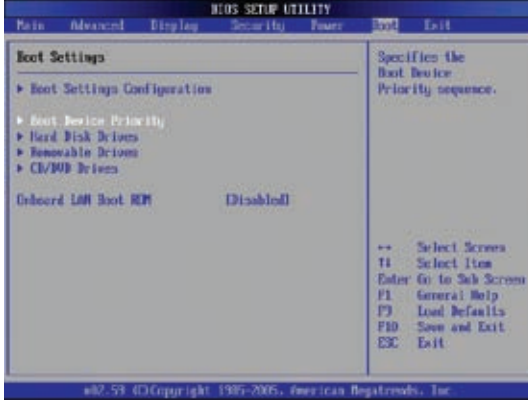 BIOS SETUP UTILITY
Main Advanced Display Security Power Boot Exit
Boot Settings
Boot Settings Configuration
Boot Device Priority
Hard Disk Drives
Removable Drives
CD/DVD Drives
Onboard LAN Boot ROM [Disabled]
Specifies the
Boot Device
Priority sequence.
↔ Select Screen
↑↓ Select Item
Enter Go to Sub Screen
F1 General Help
F9 Load Defaults
F10 Save and Exit
ESC Exit
v02.59 (C)Copyright 1985-2005, American Megatrends, Inc.